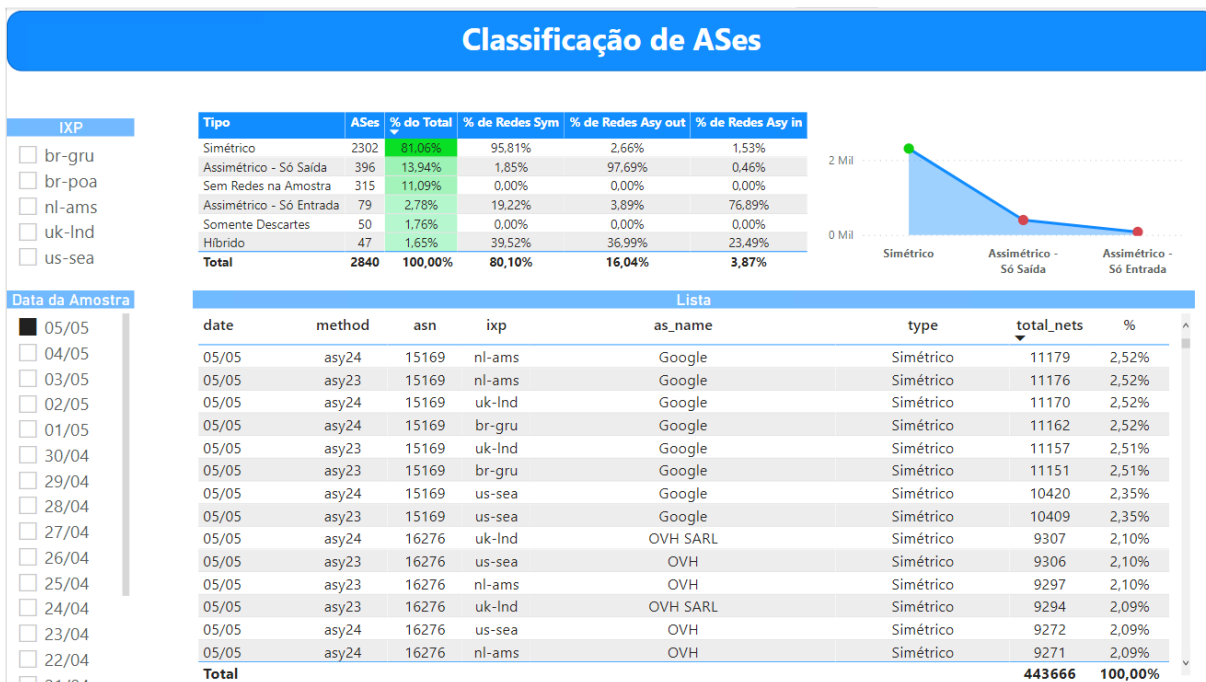 Classificação de ASes
IXP
br-gru
br-poa
nl-ams
uk-lnd
us-sea
Tipo ASes % do Total % de Redes Sym % de Redes Asy out % de Redes Asy in
Simétrico 2302 81,06% 95,81% 2,66% 1,53%
Assimétrico - Só Saída 396 13,94% 1,85% 97,69% 0,46%
Sem Redes na Amostra 315 11,09% 0,00% 0,00% 0,00%
Assimétrico - Só Entrada 79 2,78% 19,22% 3,89% 76,89%
Somente Descartes 50 1,76% 0,00% 0,00% 0,00%
Híbrido 47 1,65% 39,52% 36,99% 23,49%
Total 2840 100,00% 80,10% 16,04% 3,87%
2 Mil
0 Mil
Simétrico Assimétrico - Assimétrico -
Só Saída Só Entrada
Data da Amostra
05/05
04/05
03/05
02/05
01/05
30/04
29/04
28/04
27/04
26/04
25/04
24/04
23/04
22/04
Lista
date method asn ixp as_name type total_nets %
05/05 asy24 15169 nl-ams Google Simétrico 11179 2,52%
05/05 asy23 15169 nl-ams Google Simétrico 11176 2,52%
05/05 asy24 15169 uk-lnd Google Simétrico 11170 2,52%
05/05 asy24 15169 br-gru Google Simétrico 11162 2,52%
05/05 asy23 15169 uk-lnd Google Simétrico 11157 2,51%
05/05 asy23 15169 br-gru Google Simétrico 11151 2,51%
05/05 asy24 15169 us-sea Google Simétrico 10420 2,35%
05/05 asy23 15169 us-sea Google Simétrico 10409 2,35%
05/05 asy24 16276 uk-lnd OVH SARL Simétrico 9307 2,10%
05/05 asy23 16276 us-sea OVH Simétrico 9306 2,10%
05/05 asy23 16276 nl-ams OVH Simétrico 9297 2,10%
05/05 asy23 16276 uk-lnd OVH SARL Simétrico 9294 2,09%
05/05 asy24 16276 us-sea OVH Simétrico 9272 2,09%
05/05 asy24 16276 nl-ams OVH Simétrico 9271 2,09%
Total 443666 100,00%